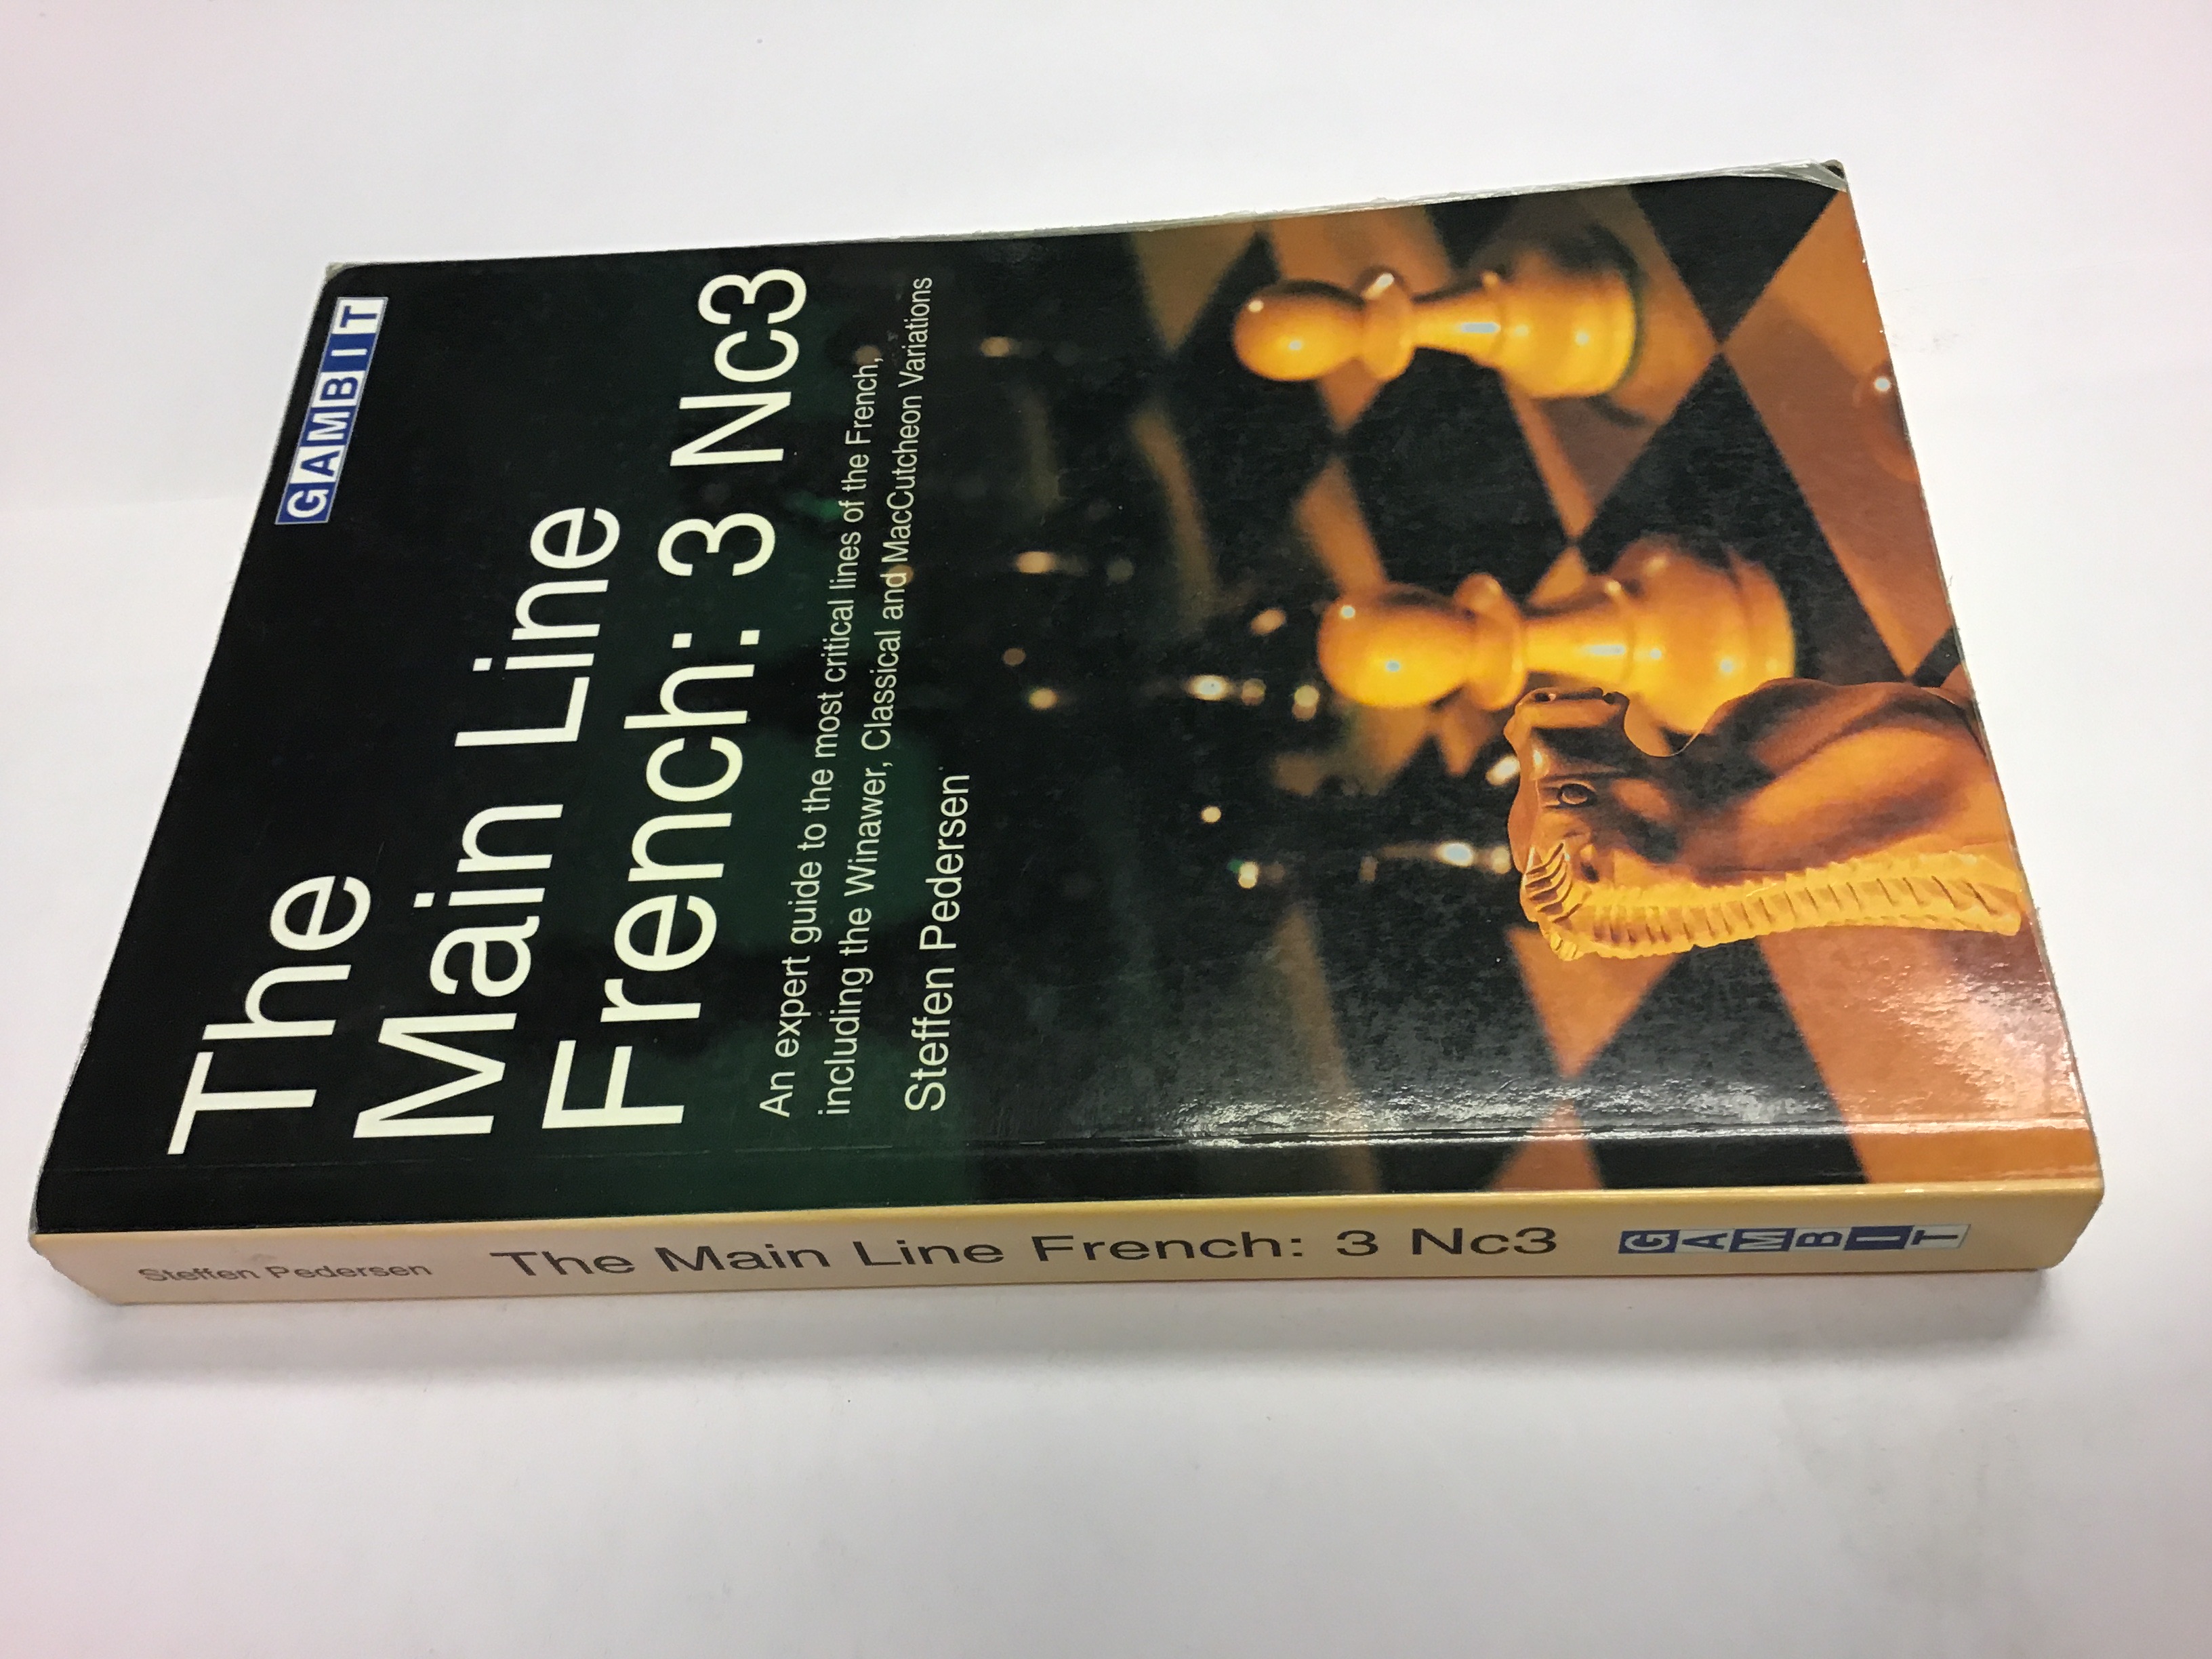 GAMBIT
The
Main Line
French: 3 Nc3
An expert guide to the most critical lines of the French,
including the Winawer, Classical and MacCutcheon Variations
Steffen Pedersen
Steffen Pedersen
The Main Line French: 3 Nc3
GAMBIT